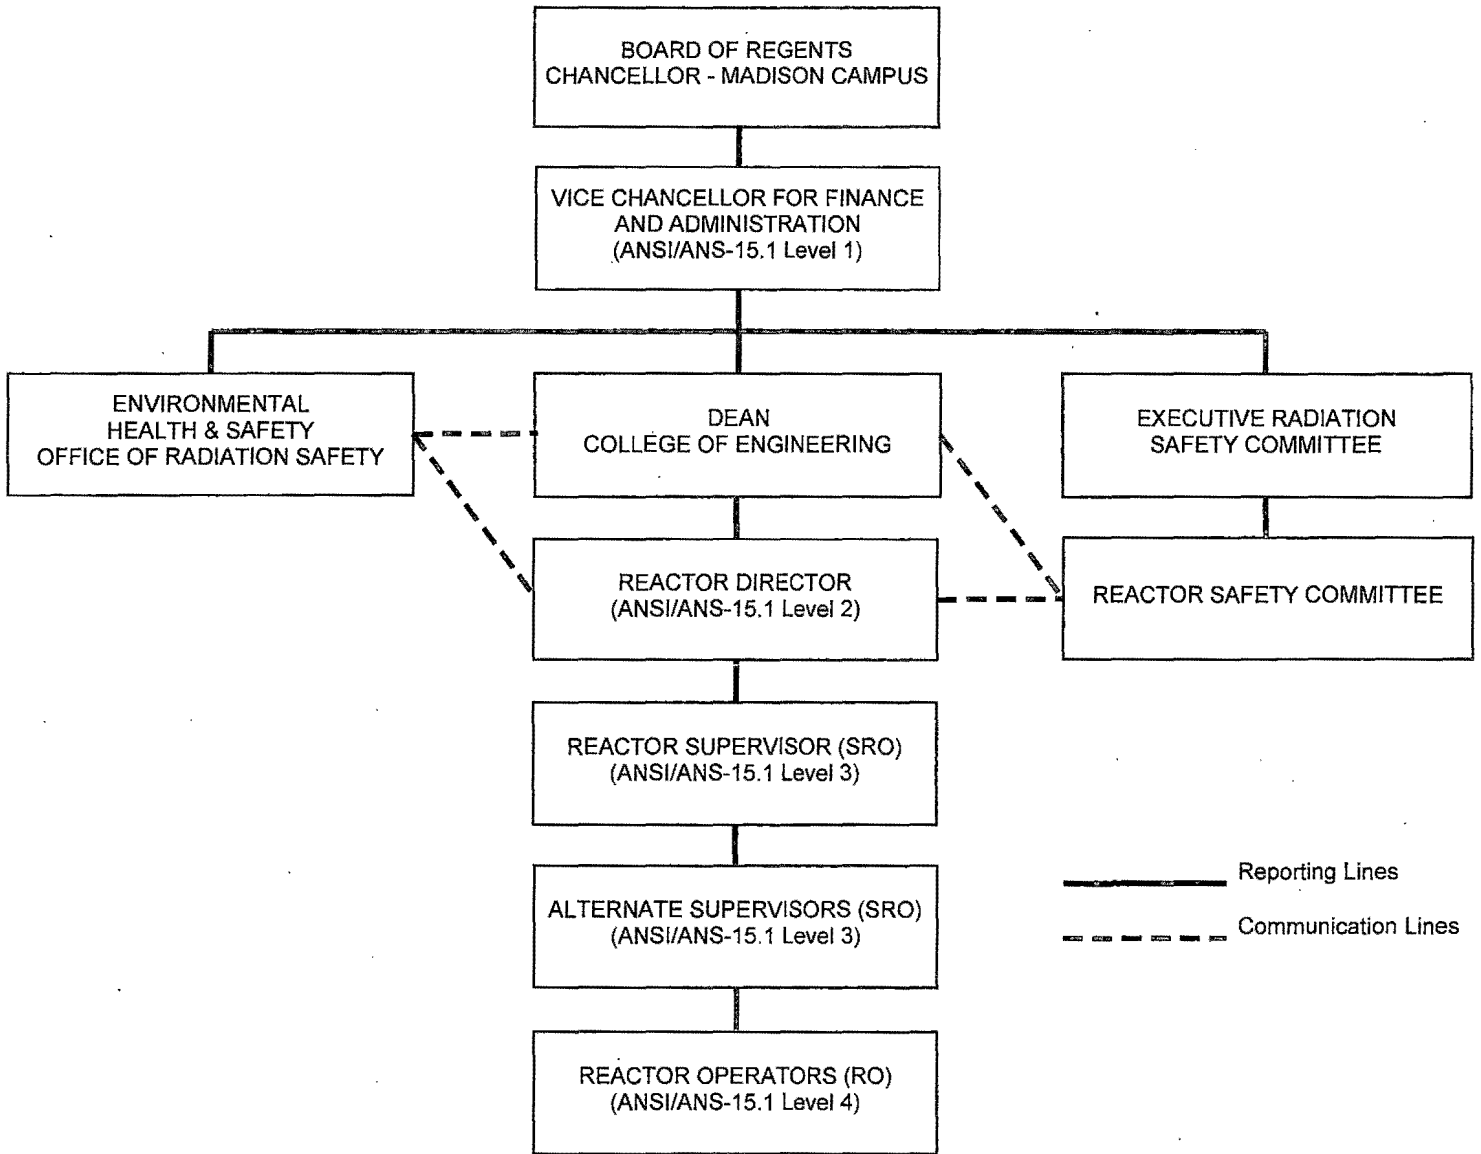 BOARD OF REGENTS
CHANCELLOR - MADISON CAMPUS
VICE CHANCELLOR FOR FINANCE
AND ADMINISTRATION
(ANSI/ANS-15.1 Level 1)
ENVIRONMENTAL
HEALTH & SAFETY
OFFICE OF RADIATION SAFETY
DEAN
COLLEGE OF ENGINEERING
EXECUTIVE RADIATION
SAFETY COMMITTEE
REACTOR DIRECTOR
(ANSI/ANS-15.1 Level 2)
REACTOR SAFETY COMMITTEE
REACTOR SUPERVISOR (SRO)
(ANSI/ANS-15.1 Level 3)
ALTERNATE SUPERVISORS (SRO)
(ANSI/ANS-15.1 Level 3)
Reporting Lines
Communication Lines
REACTOR OPERATORS (RO)
(ANSI/ANS-15.1 Level 4)